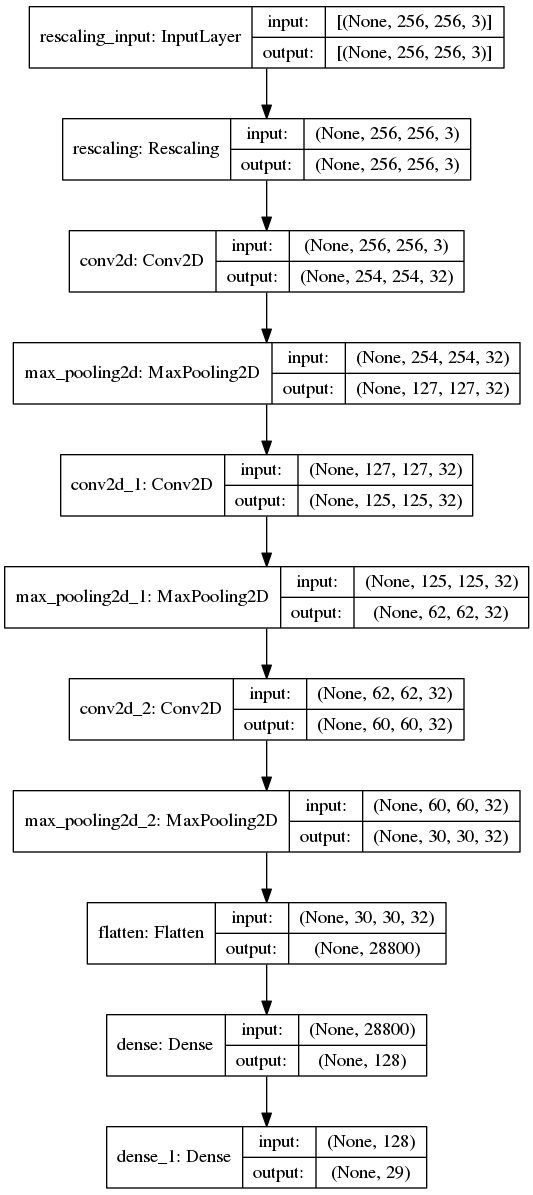 rescaling_input: InputLayer
input:
[(None, 256, 256, 3)]
output:
[(None, 256, 256, 3)]
rescaling: Rescaling
input:
(None, 256, 256, 3)
output:
(None, 256, 256, 3)
conv2d: Conv2D
input:
(None, 256, 256, 3)
output:
(None, 254, 254, 32)
max_pooling2d: MaxPooling2D
input:
(None, 254, 254, 32)
output:
(None, 127, 127, 32)
conv2d_1: Conv2D
input:
(None, 127, 127, 32)
output:
(None, 125, 125, 32)
max_pooling2d_1: MaxPooling2D
input:
(None, 125, 125, 32)
output:
(None, 62, 62, 32)
conv2d_2: Conv2D
input:
(None, 62, 62, 32)
output:
(None, 60, 60, 32)
max_pooling2d_2: MaxPooling2D
input:
(None, 60, 60, 32)
output:
(None, 30, 30, 32)
flatten: Flatten
input:
(None, 30, 30, 32)
output:
(None, 28800)
dense: Dense
input:
(None, 28800)
output:
(None, 128)
dense_1: Dense
input:
(None, 128)
output:
(None, 29)